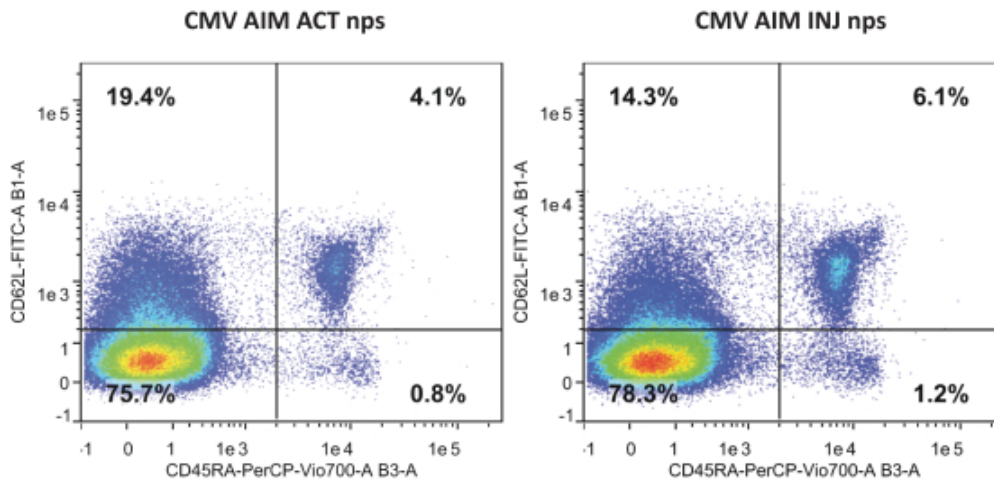 CMV AIM ACT nps
CMV AIM INJ nps
19.4%
4.1%
75.7%
0.8%
1e5
1e4
1e3
1
0
-1
CD62L-FITC-A B1-A
-1 0 1 1e3 1e4 1e5
CD45RA-PerCP-Vio700-A B3-A
14.3%
6.1%
78.3%
1.2%
1e5
1e4
1e3
1
0
-1
CD62L-FITC-A B1-A
-1 0 1 1e3 1e4 1e5
CD45RA-PerCP-Vio700-A B3-A